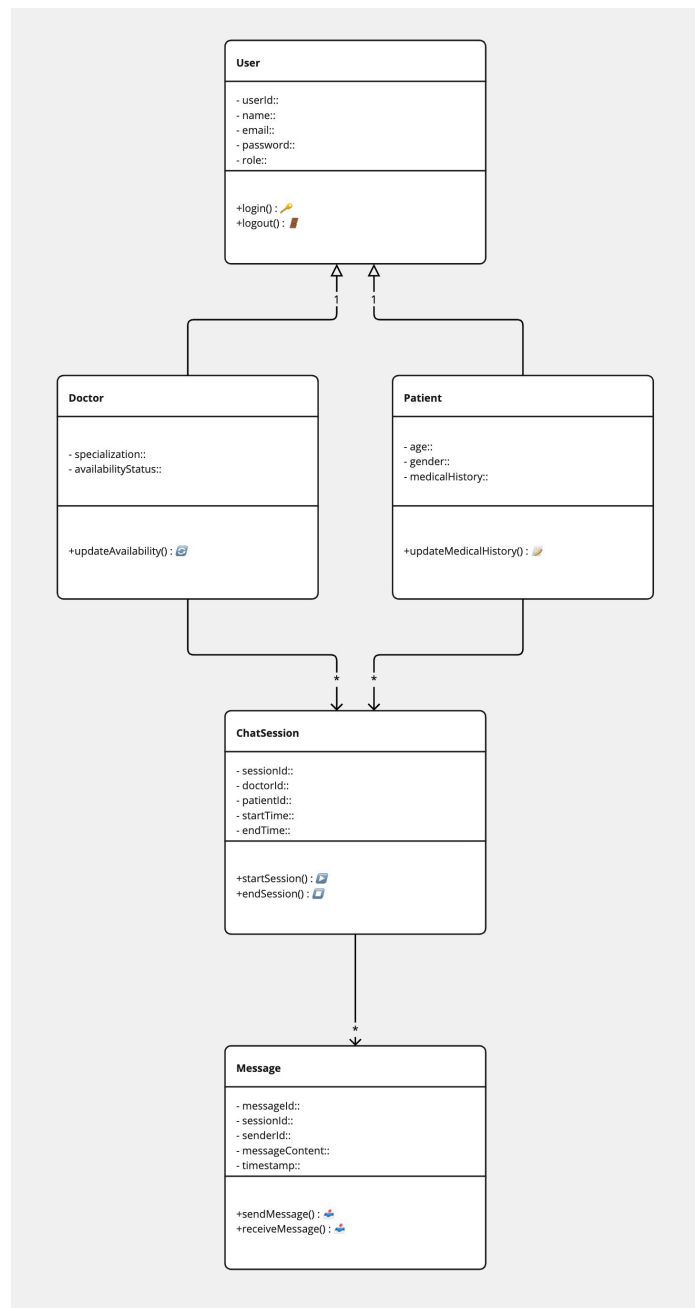 User
- userId::
- name::
- email::
- password::
- role::
+login() : 🔑
+logout() : 🚪
1
1
Doctor
- specialization::
- availabilityStatus::
+updateAvailability() : 🔄
Patient
- age::
- gender::
- medicalHistory::
+updateMedicalHistory() : 📝
*
*
ChatSession
- sessionId::
- doctorId::
- patientId::
- startTime::
- endTime::
+startSession() : ▶️
+endSession() : ⏹️
*
Message
- messageId::
- sessionId::
- senderId::
- messageContent::
- timestamp::
+sendMessage() : 📤
+receiveMessage() : 📥